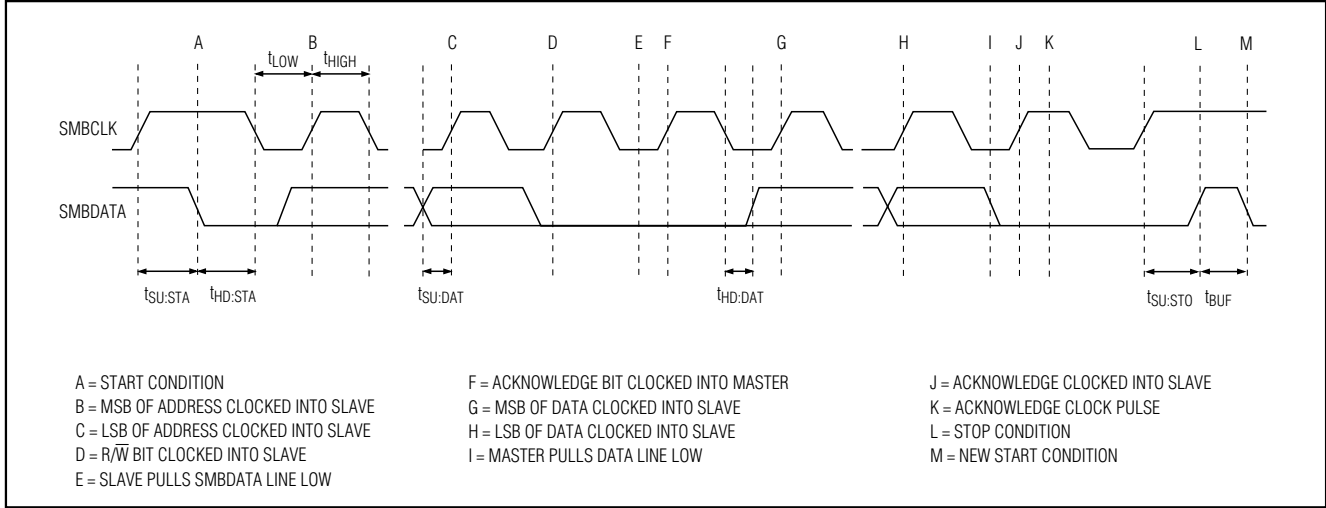 A B C D E F G H I J K L M
tLOW tHIGH
SMBCLK
SMBDATA
tSU:STA tHD:STA tSU:DAT tHD:DAT tSU:STO tBUF
A = START CONDITION
B = MSB OF ADDRESS CLOCKED INTO SLAVE
C = LSB OF ADDRESS CLOCKED INTO SLAVE
D = R/W̅ BIT CLOCKED INTO SLAVE
E = SLAVE PULLS SMBDATA LINE LOW
F = ACKNOWLEDGE BIT CLOCKED INTO MASTER
G = MSB OF DATA CLOCKED INTO SLAVE
H = LSB OF DATA CLOCKED INTO SLAVE
I = MASTER PULLS DATA LINE LOW
J = ACKNOWLEDGE CLOCKED INTO SLAVE
K = ACKNOWLEDGE CLOCK PULSE
L = STOP CONDITION
M = NEW START CONDITION